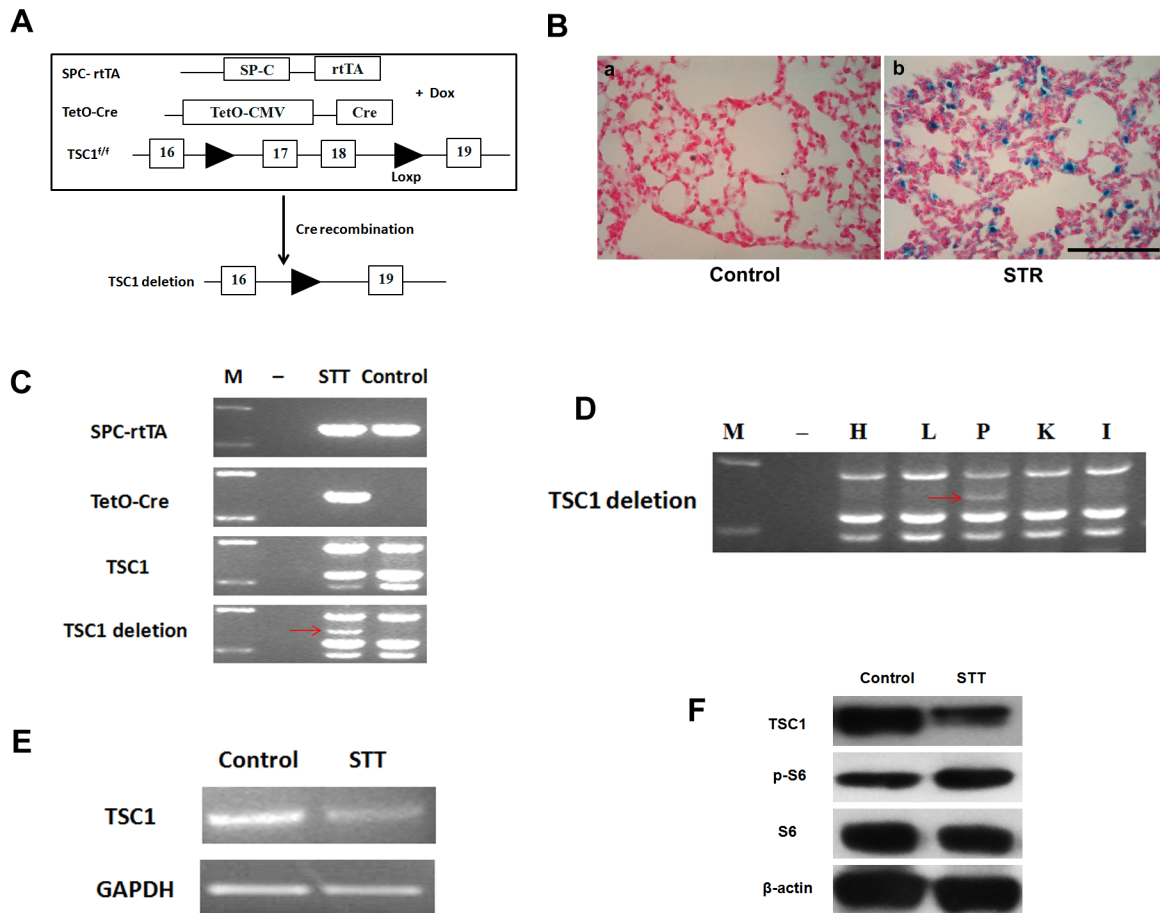 A
SPC- rtTA
SP-C
rtTA
+ Dox
TetO-Cre
TetO-CMV
Cre
TSC1f/f
16
17
18
19
Loxp
Cre recombination
TSC1 deletion
16
19
B
a
b
Control
STR
C
M
–
STT
Control
SPC-rtTA
TetO-Cre
TSC1
TSC1 deletion
D
M
–
H
L
P
K
I
TSC1 deletion
E
Control
STT
TSC1
GAPDH
F
Control
STT
TSC1
p-S6
S6
β-actin